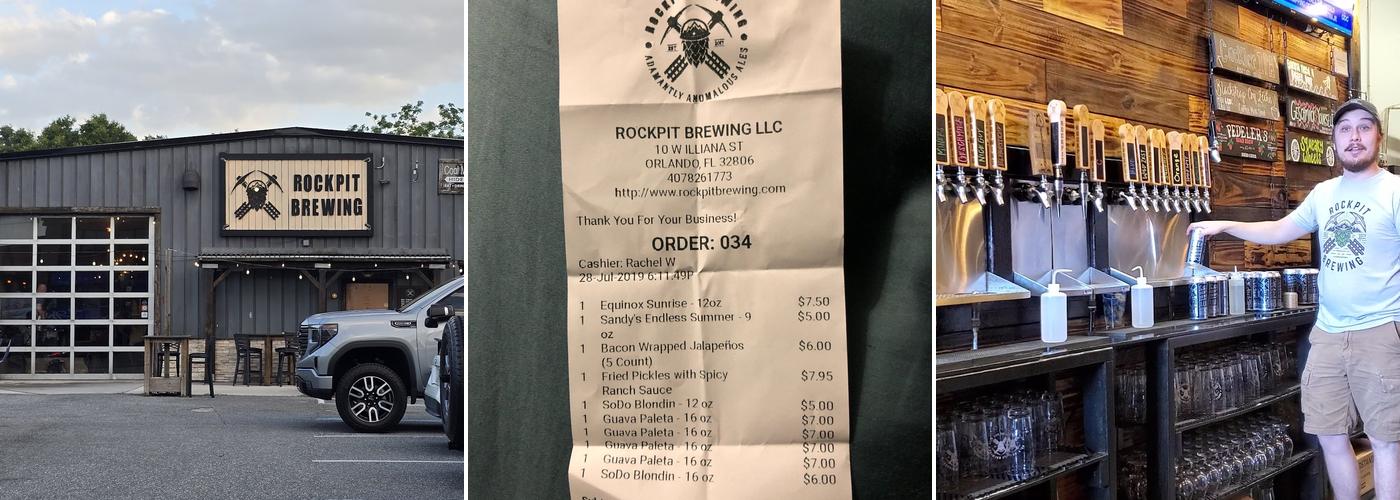 ROCKPIT
BREWING
Coal
ROCKPIT BREWING
EST
ADAMANTLY ANOMALOUS ALES
ROCKPIT BREWING LLC
10 W ILLIANA ST
ORLANDO, FL 32806
4078261773
http://www.rockpitbrewing.com
Thank You For Your Business!
ORDER: 034
Cashier: Rachel W
28-Jul-2019 6:11:49P
1 Equinox Sunrise - 12oz $7.50
1 Sandy's Endless Summer - 9 $5.00
oz
1 Bacon Wrapped Jalapeños $6.00
(5 Count)
1 Fried Pickles with Spicy $7.95
Ranch Sauce
1 SoDo Blondin - 12 oz $5.00
1 Guava Paleta - 16 oz $7.00
1 Guava Paleta - 16 oz $7.00
1 Guava Paleta - 16 oz $7.00
1 Guava Paleta - 16 oz $7.00
1 SoDo Blondin - 16 oz $6.00
PEDELER'S
ROCKPIT
BREWING